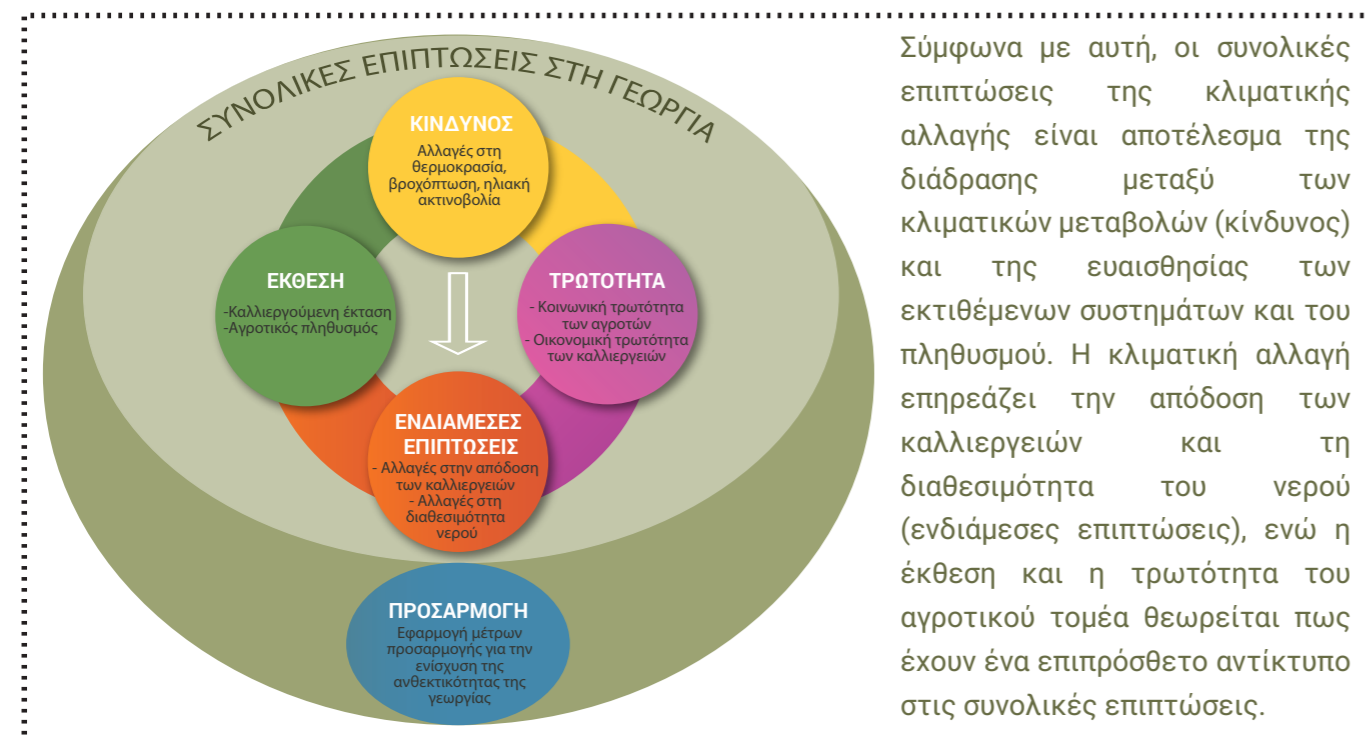 ΣΥΝΟΛΙΚΕΣ ΕΠΙΠΤΩΣΕΙΣ ΣΤΗ ΓΕΩΡΓΙΑ
ΚΙΝΔΥΝΟΣ
Αλλαγές στη
θερμοκρασία,
βροχόπτωση, ηλιακή
ακτινοβολία
ΕΚΘΕΣΗ
-Καλλιεργούμενη έκταση
-Αγροτικός πληθυσμός
ΤΡΩΤΟΤΗΤΑ
- Κοινωνική τρωτότητα
των αγροτών
- Οικονομική τρωτότητα
των καλλιεργειών
ΕΝΔΙΑΜΕΣΕΣ
ΕΠΙΠΤΩΣΕΙΣ
- Αλλαγές στην απόδοση
των καλλιεργειών
- Αλλαγές στη
διαθεσιμότητα
νερού
ΠΡΟΣΑΡΜΟΓΗ
Εφαρμογή μέτρων
προσαρμογής για την
ενίσχυση της
ανθεκτικότητας της
γεωργίας
Σύμφωνα με αυτή, οι συνολικές
επιπτώσεις της κλιματικής
αλλαγής είναι αποτέλεσμα της
διάδρασης μεταξύ των
κλιματικών μεταβολών (κίνδυνος)
και της ευαισθησίας των
εκτιθέμενων συστημάτων και του
πληθυσμού. Η κλιματική αλλαγή
επηρεάζει την απόδοση των
καλλιεργειών και τη
διαθεσιμότητα του νερού
(ενδιάμεσες επιπτώσεις), ενώ η
έκθεση και η τρωτότητα του
αγροτικού τομέα θεωρείται πως
έχουν ένα επιπρόσθετο αντίκτυπο
στις συνολικές επιπτώσεις.